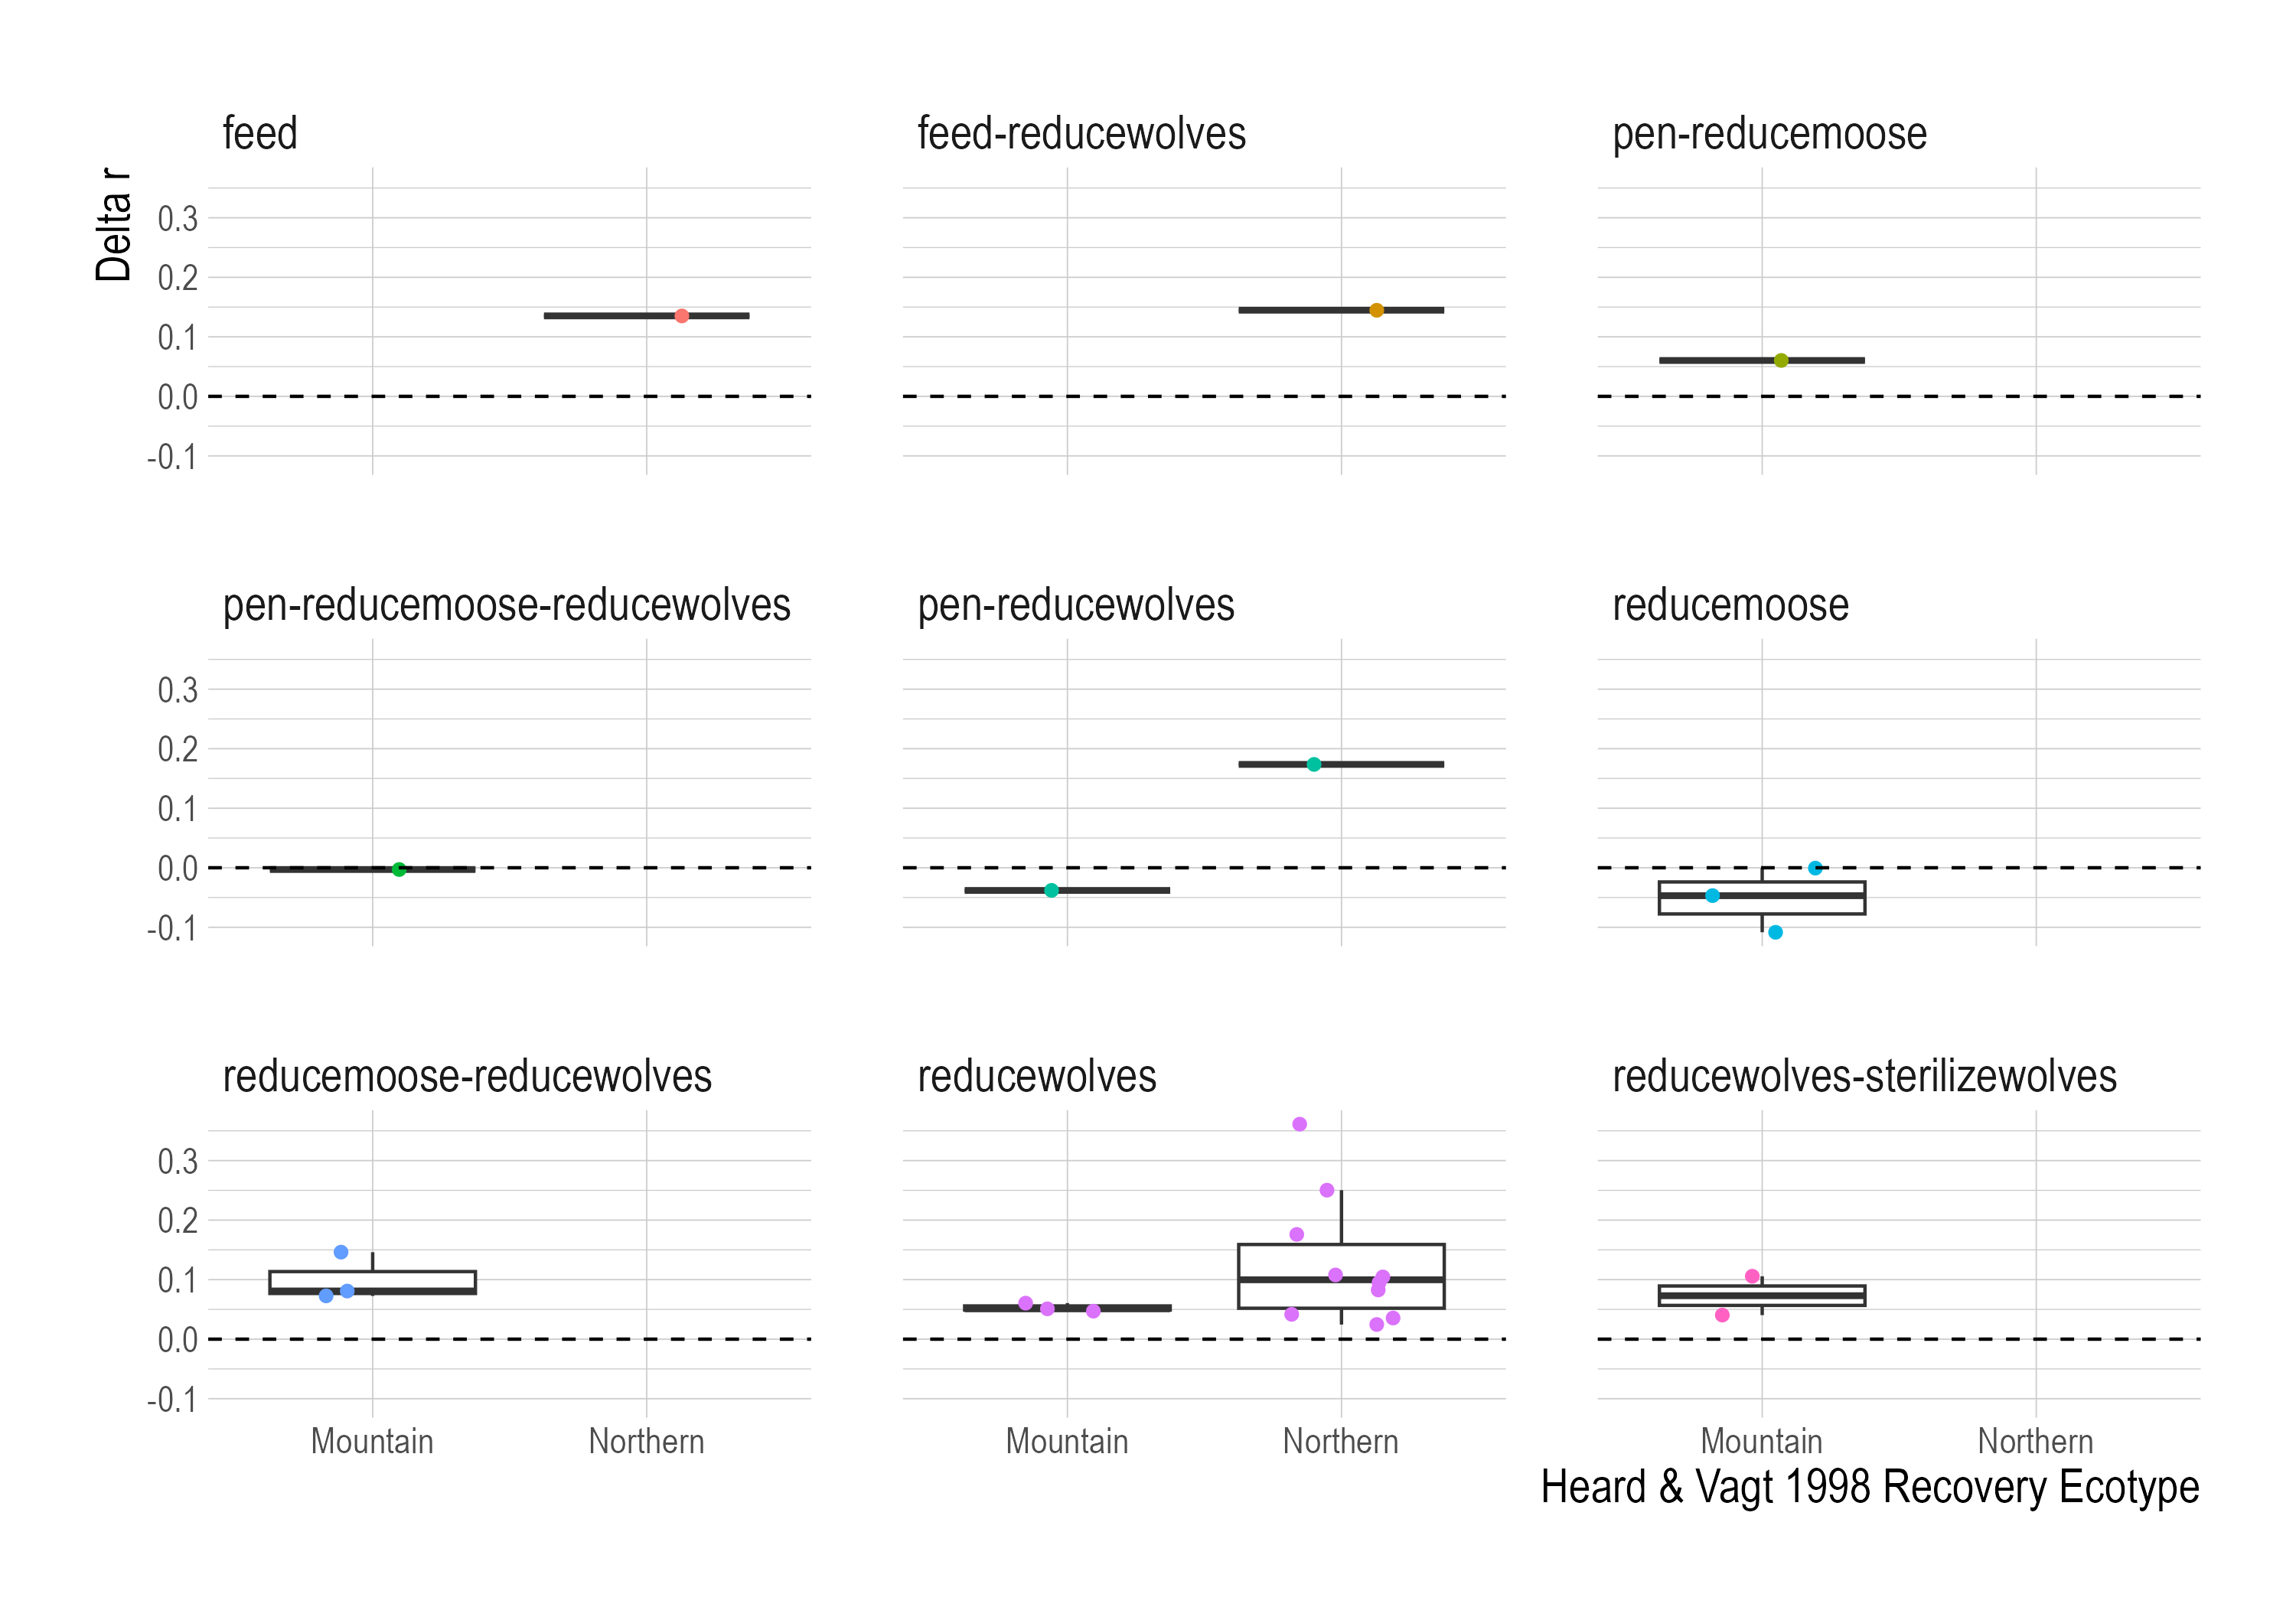 feed
feed-reducewolves
pen-reducemoose
Delta r
0.3
0.2
0.1
0.0
-0.1
pen-reducemoose-reducewolves
pen-reducewolves
reducemoose
0.3
0.2
0.1
0.0
-0.1
reducemoose-reducewolves
reducewolves
reducewolves-sterilizewolves
0.3
0.2
0.1
0.0
-0.1
Mountain
Northern
Mountain
Northern
Mountain
Northern
Heard & Vagt 1998 Recovery Ecotype